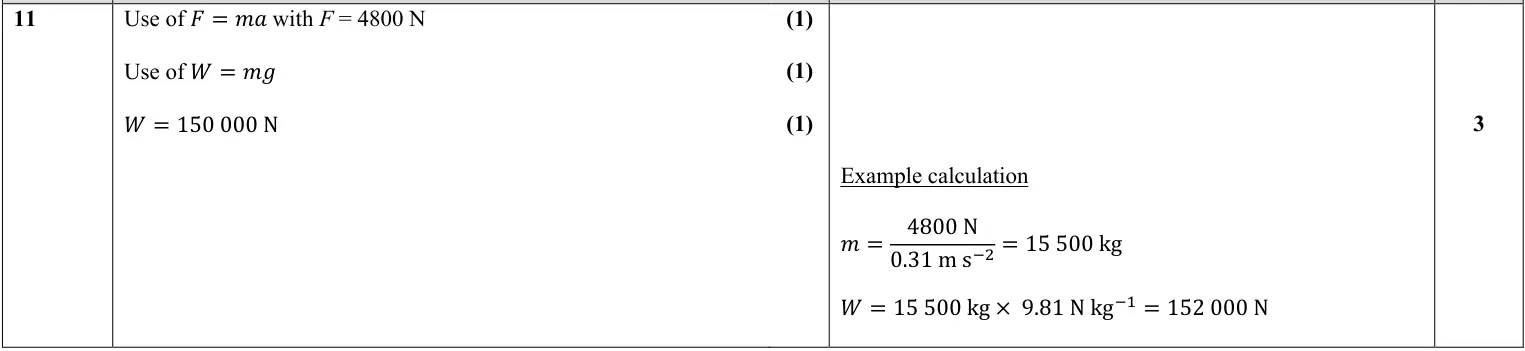 11 Use of 𝐹 = 𝑚𝑎 with F = 4800 N (1)
Use of 𝑊 = 𝑚𝑔 (1)
𝑊 = 150 000 N (1) 3
Example calculation
𝑚 = 4800 N / 0.31 m s⁻² = 15 500 kg
𝑊 = 15 500 kg × 9.81 N kg⁻¹ = 152 000 N